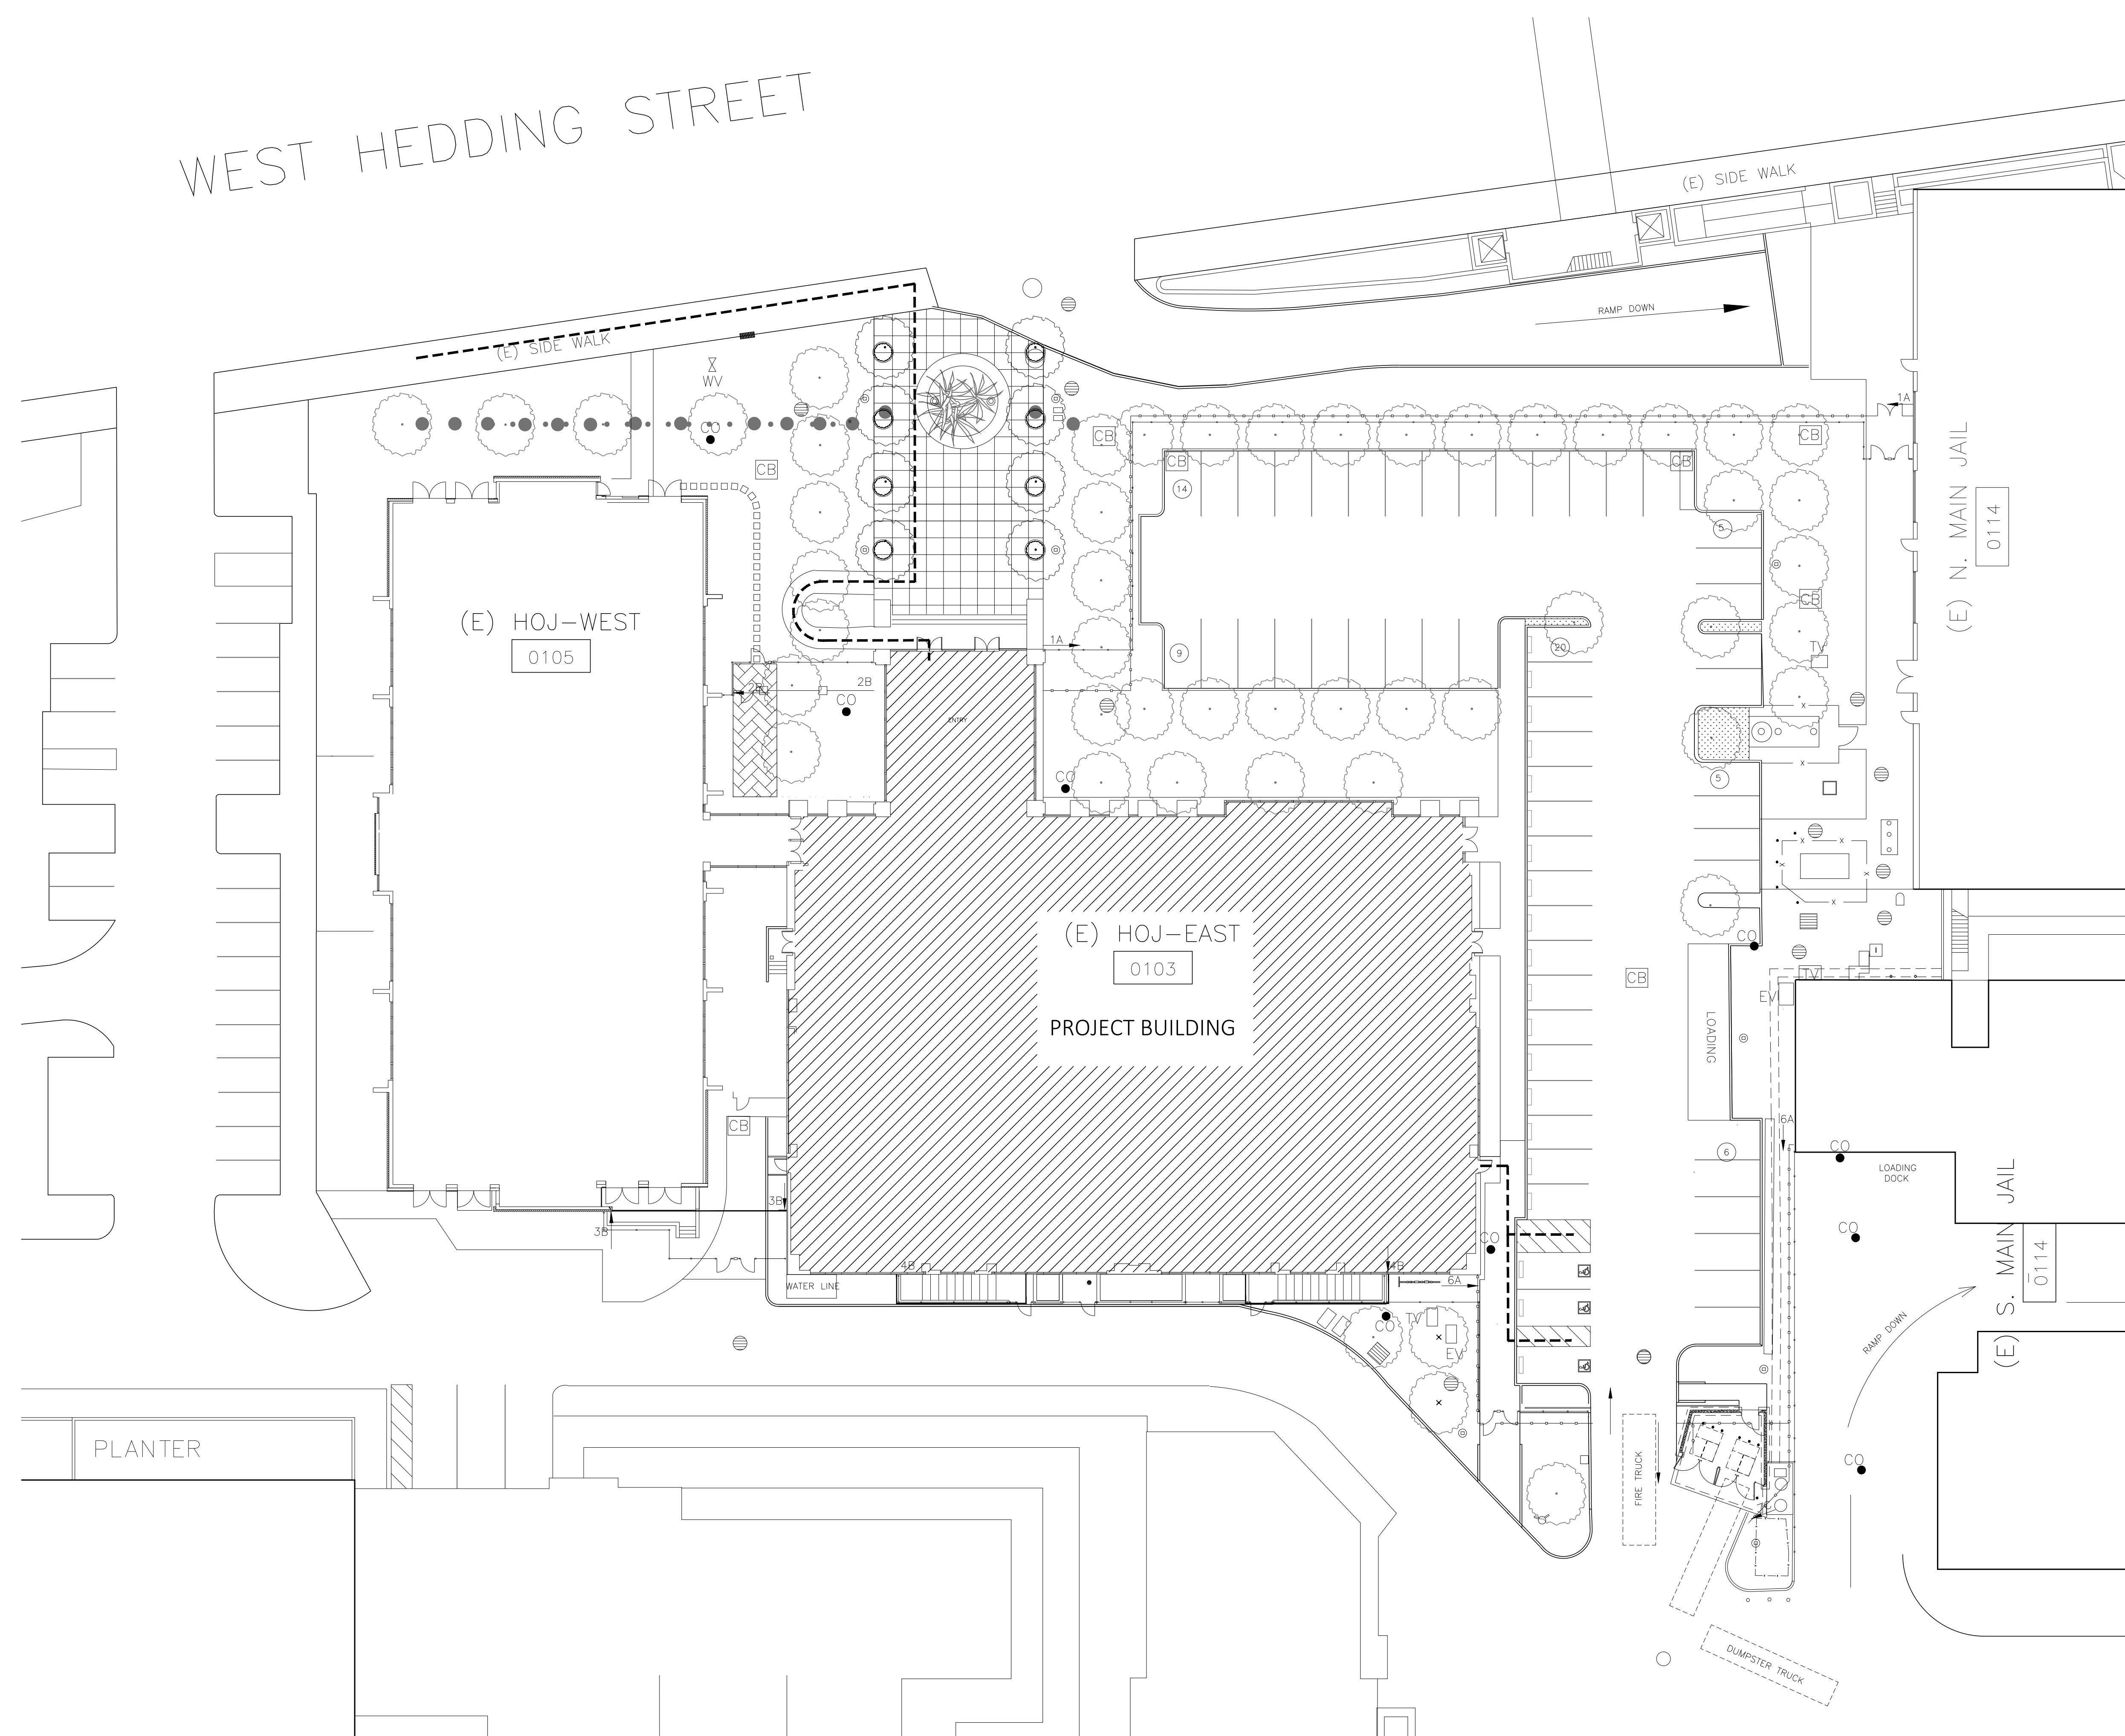 WEST HEDDING STREET
(E) SIDE WALK
RAMP DOWN
(E) SIDE WALK
WV
1A
CO
CB
CB
CB
CB
CB
14
5
(E) N. MAIN JAIL
0114
(E) HOJ-WEST
0105
CB
1A
9
20
TV
2B
2B
CO
ENTRY
CO
5
(E) HOJ-EAST
0103
PROJECT BUILDING
CO
CB
TV
EV
LOADING
CB
6A
6
CO
LOADING
DOCK
3B
3B
CO
CO
S. MAIN JAIL
(E)
0114
WATER LINE
4B
4B
6A
CO
TV
EV
RAMP DOWN
PLANTER
FIRE TRUCK
CO
DUMPSTER TRUCK